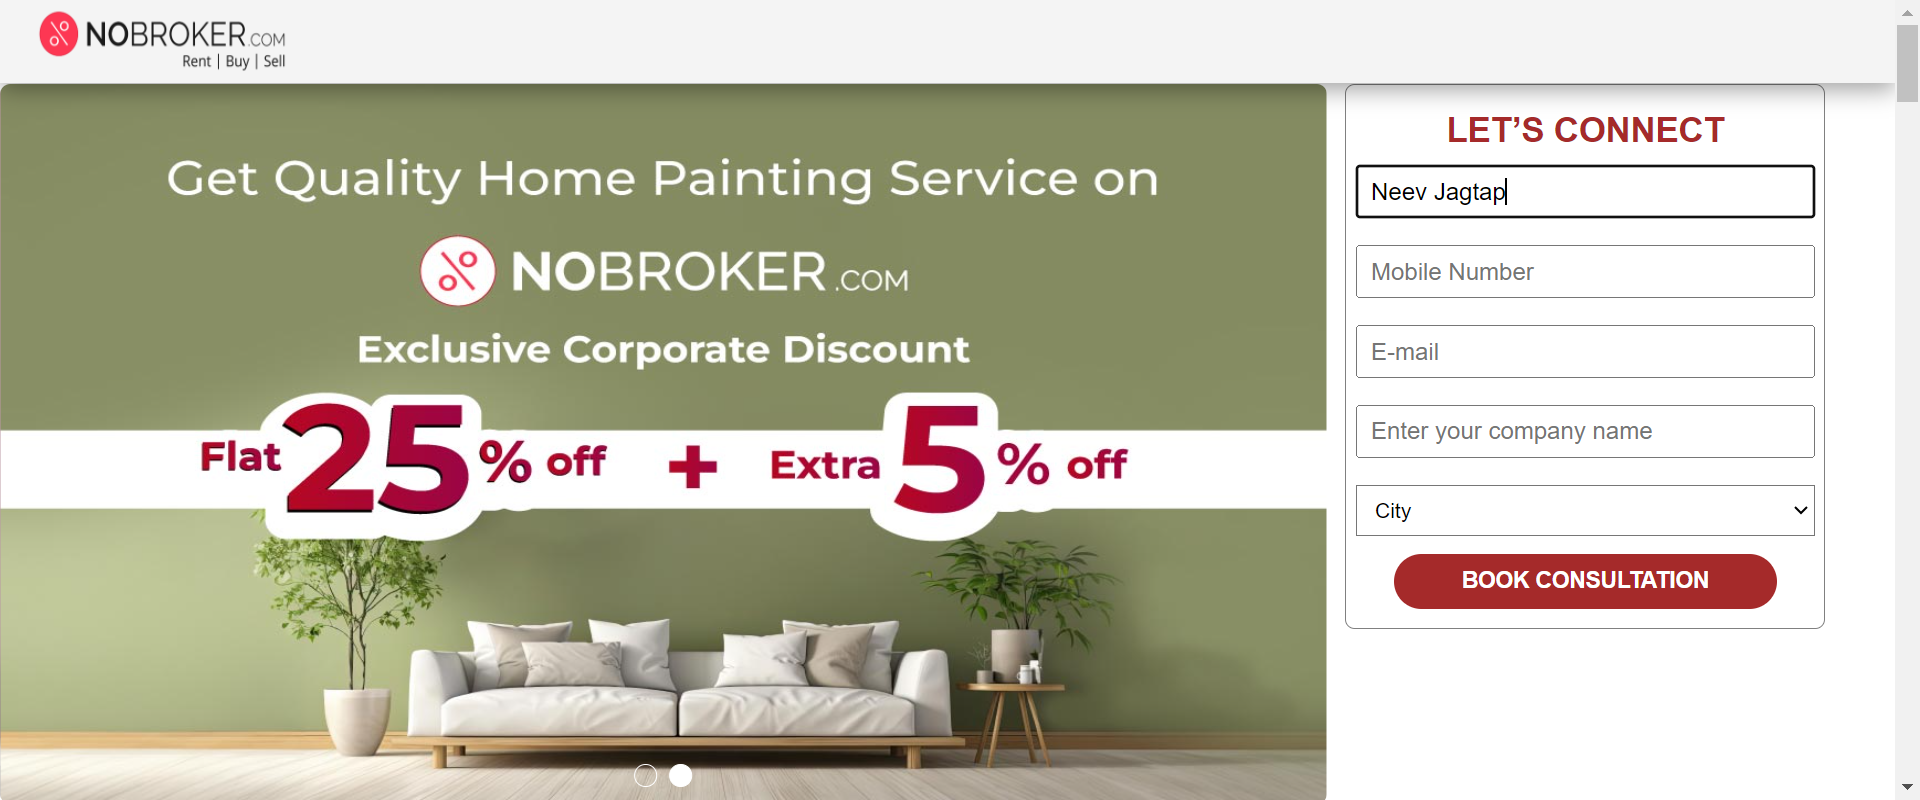 NOBROKER.COM
Rent | Buy | Sell
Get Quality Home Painting Service on
NOBROKER.COM
Exclusive Corporate Discount
Flat 25% off + Extra 5% off
LET’S CONNECT
Neev Jagtap
Mobile Number
E-mail
Enter your company name
City
BOOK CONSULTATION